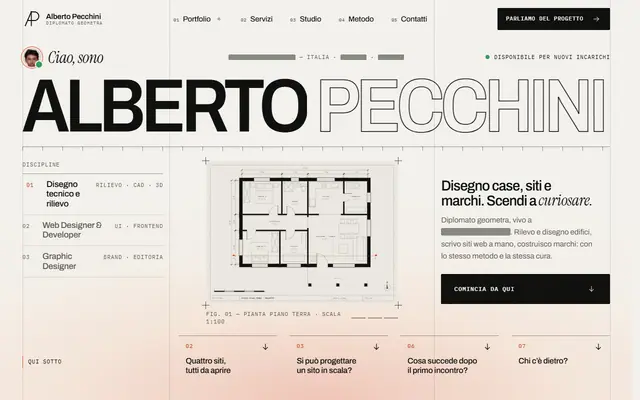 Alberto Pecchini
DIPLOMATO GEOMETRA
01 Portfolio
02 Servizi
03 Studio
04 Metodo
05 Contatti
PARLIAMO DEL PROGETTO →
Ciao, sono
— ITALIA ·
DISPONIBILE PER NUOVI INCARICHI
ALBERTO PECCHINI
DISCIPLINE
01 Disegno tecnico e rilievo
RILIEVO · CAD · 3D
02 Web Designer & Developer
UI · FRONTEND
03 Graphic Designer
BRAND · EDITORIA
FIG. 01 — PIANTA PIANO TERRA · SCALA
1:100
Disegno case, siti e
marchi. Scendi a curiosare.
Diplomato geometra, vivo a
. Rilievo e disegno edifici,
scrivo siti web a mano, costruisco marchi: con
lo stesso metodo e la stessa cura.
COMINCIA DA QUI ↓
QUI SOTTO
02 ↓
Quattro siti,
tutti da aprire
03 ↓
Si può progettare
un sito in scala?
06 ↓
Cosa succede dopo
il primo incontro?
07 ↓
Chi c'è dietro?